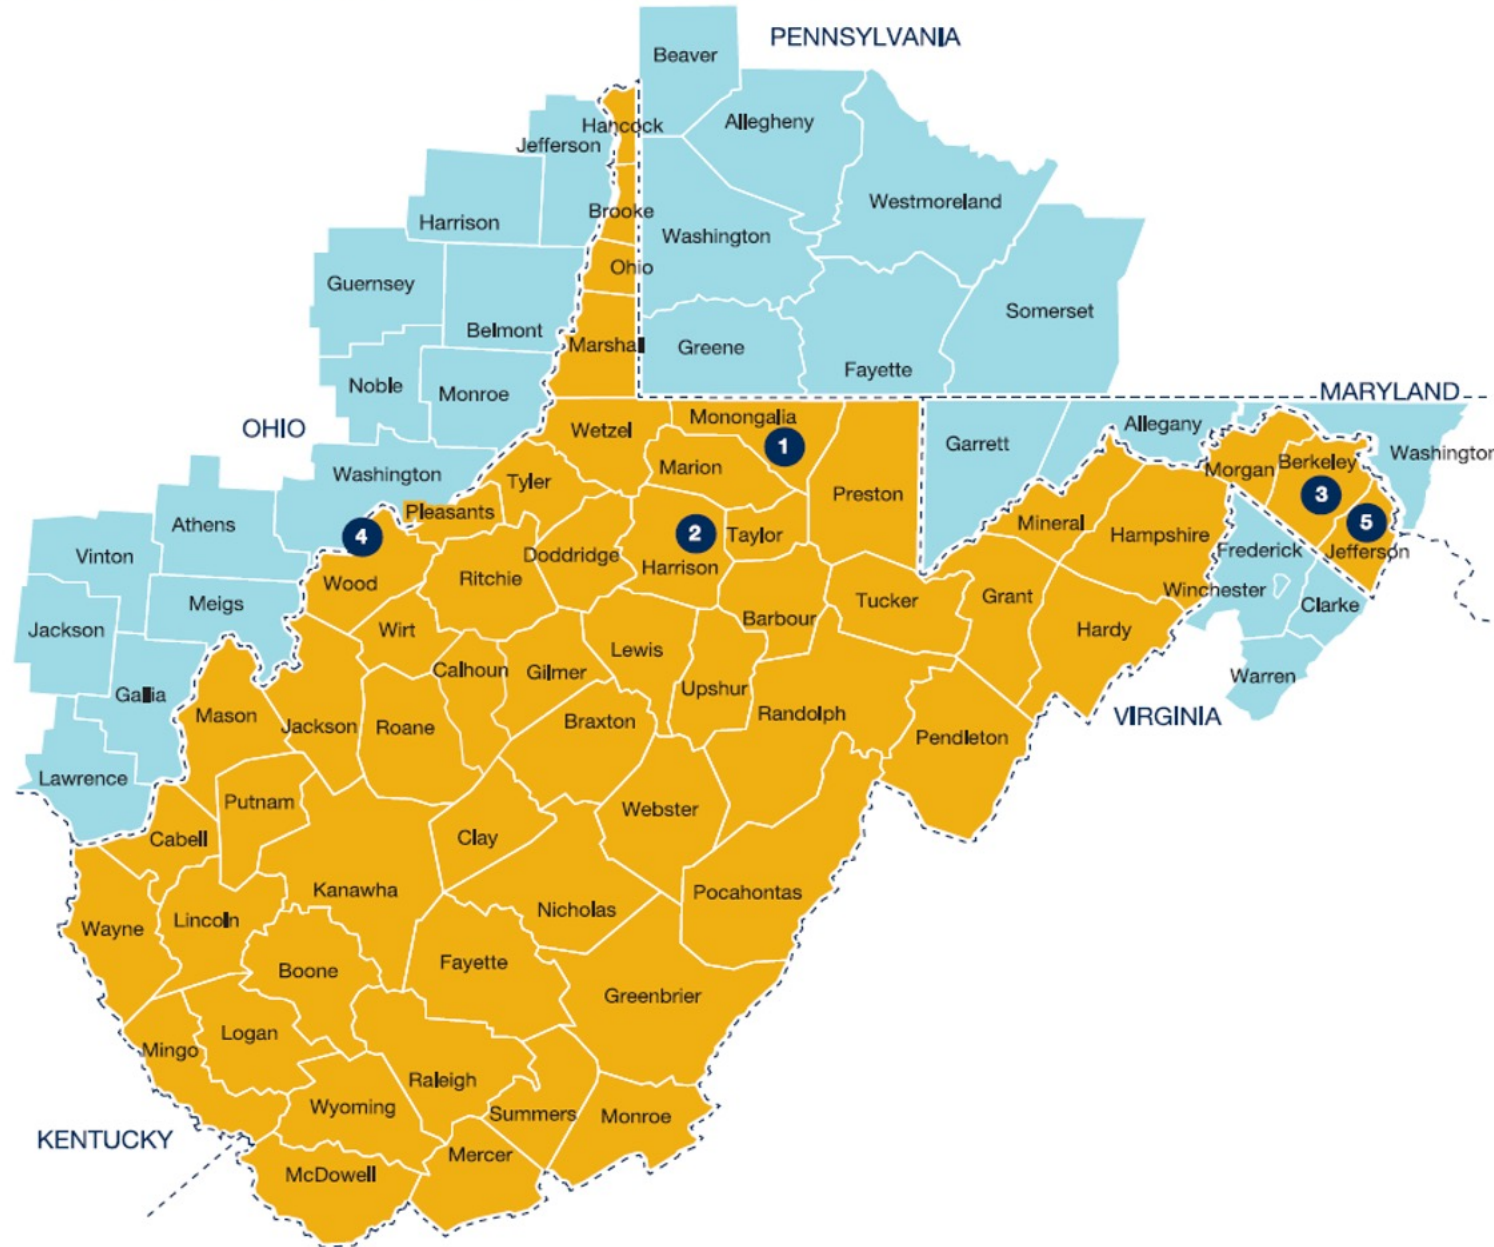 PENNSYLVANIA
Beaver
Allegheny
Hancock
Jefferson
Westmoreland
Brooke
Harrison
Washington
Ohio
Guernsey
Somerset
Belmont
Marshall
Greene
Fayette
Noble
Monroe
MARYLAND
Monongalia
Allegany
OHIO
Wetzel
1
Garrett
Washington
Marion
Morgan
Berkeley
Washington
Tyler
Preston
3
Pleasants
Mineral
5
Athens
4
2
Taylor
Hampshire
Frederick
Jefferson
Vinton
Doddridge
Harrison
Ritchie
Wood
Winchester
Meigs
Tucker
Grant
Clarke
Jackson
Wirt
Barbour
Hardy
Lewis
Calhoun
Gilmer
Warren
Gallia
Upshur
Mason
Jackson
Roane
Braxton
Randolph
VIRGINIA
Pendleton
Lawrence
Putnam
Webster
Cabell
Clay
Kanawha
Pocahontas
Nicholas
Lincoln
Wayne
Boone
Fayette
Greenbrier
Logan
Mingo
Raleigh
Wyoming
Summers
Monroe
KENTUCKY
Mercer
McDowell